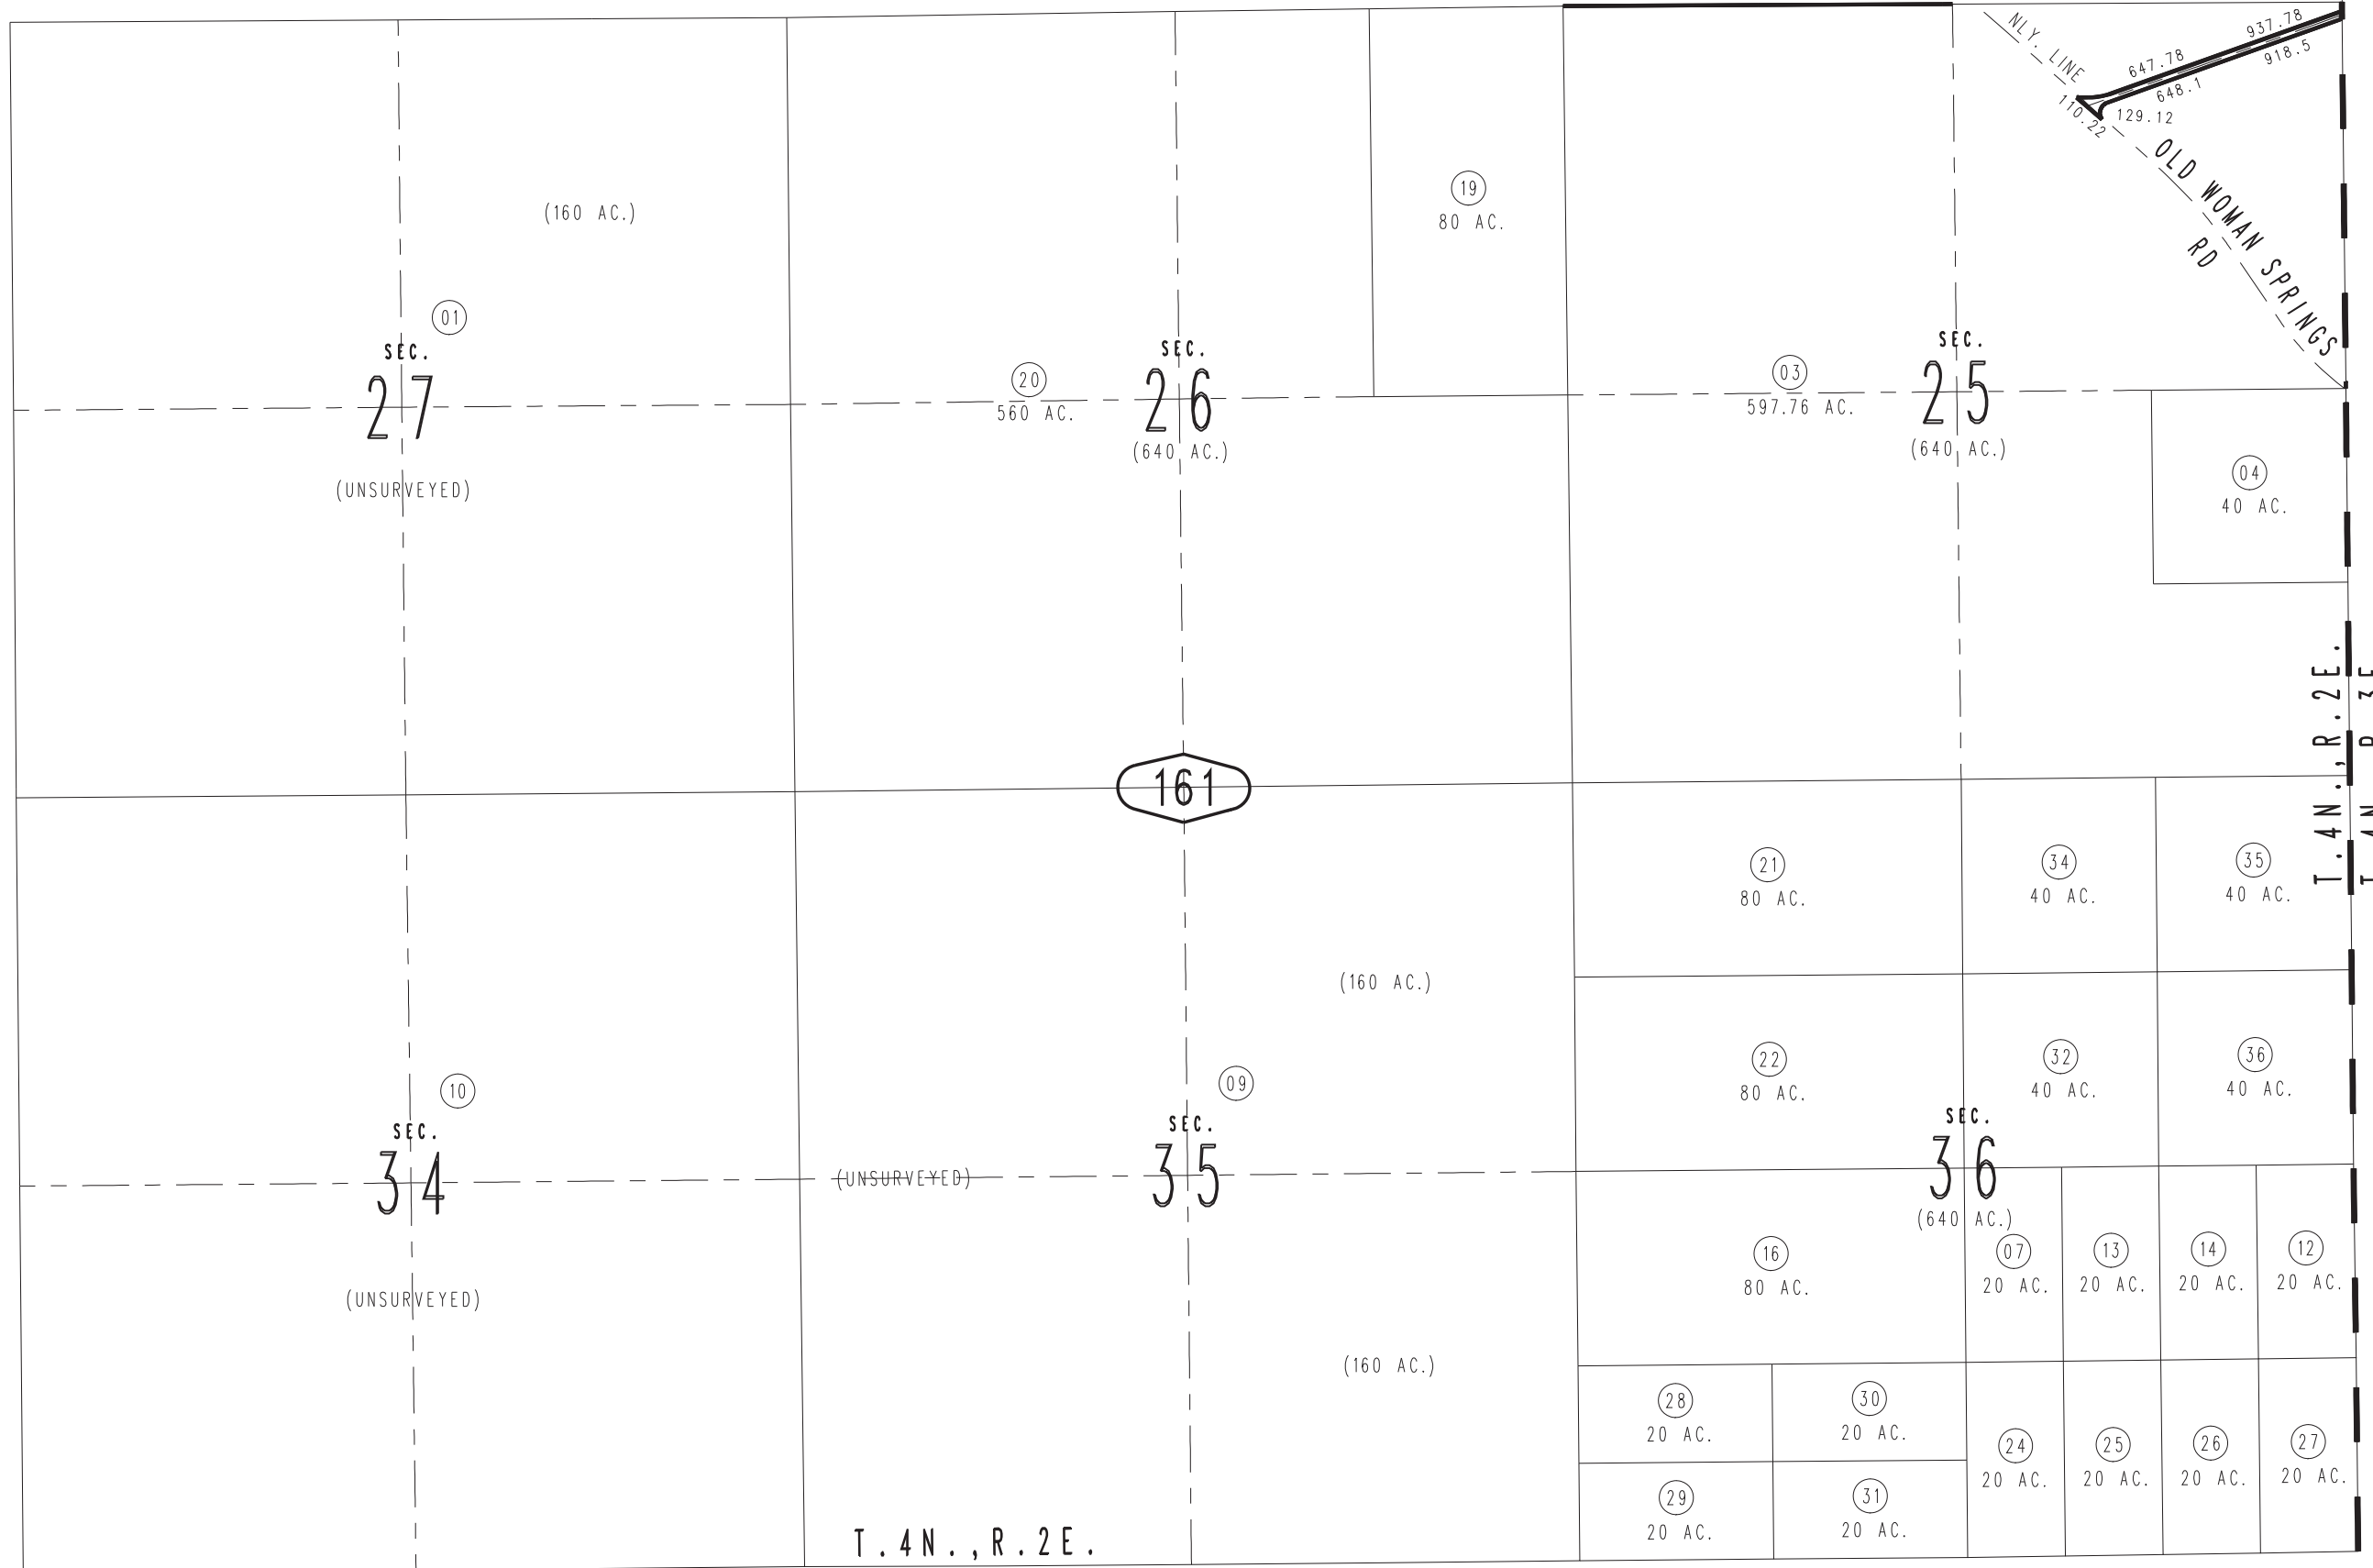 NLY. LINE
937.78
918.5
647.78
648.1
110.22
129.12
OLD WOMAN SPRINGS
RD
(160 AC.)
01
SEC.
27
(UNSURVEYED)
19
80 AC.
20
560 AC.
SEC.
26
(640 AC.)
03
597.76 AC.
SEC.
25
(640 AC.)
04
40 AC.
161
T.4N.,R.2E.
10
SEC.
34
(UNSURVEYED)
(160 AC.)
09
SEC.
35
(UNSURVEYED)
(160 AC.)
21
80 AC.
34
40 AC.
35
40 AC.
22
80 AC.
32
40 AC.
36
40 AC.
SEC.
36
(640 AC.)
16
80 AC.
07
20 AC.
13
20 AC.
14
20 AC.
12
20 AC.
28
20 AC.
30
20 AC.
29
20 AC.
31
20 AC.
24
20 AC.
25
20 AC.
26
20 AC.
27
20 AC.
T.4N.,R.2E.